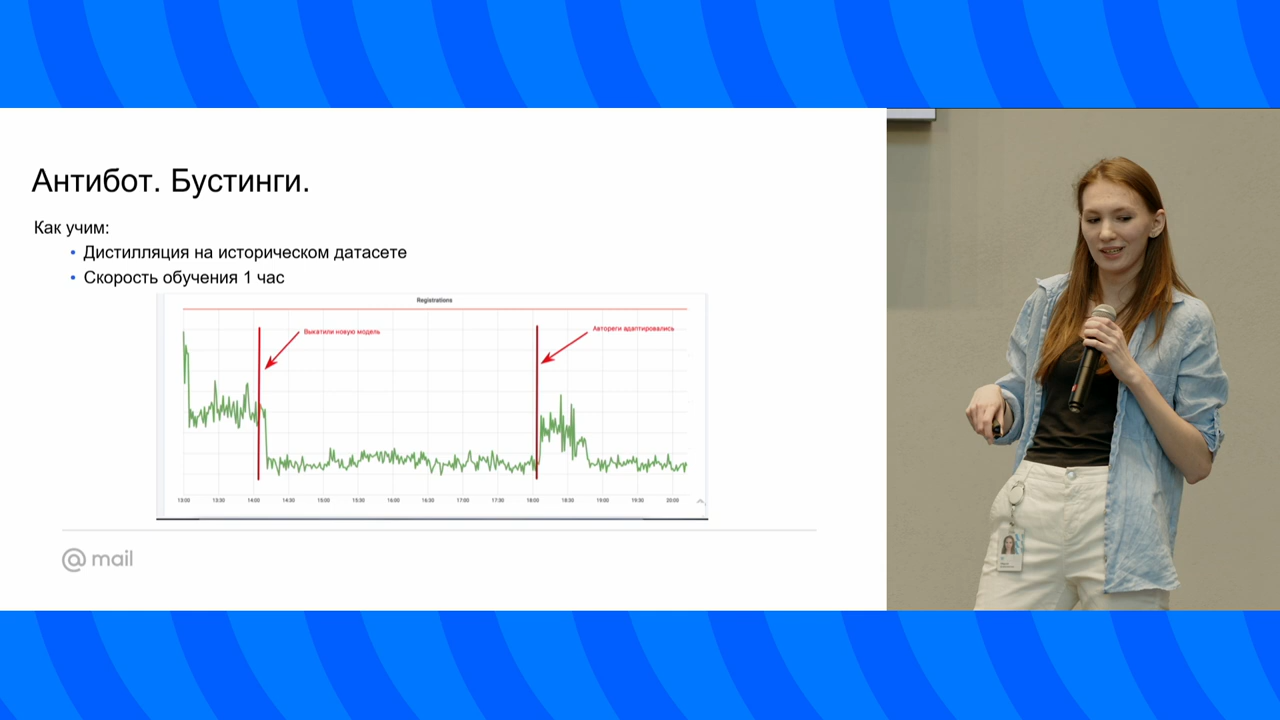 Антибот. Бустинги.
Как учим:
• Дистилляция на историческом датасете
• Скорость обучения 1 час
Registrations
Выкатили новую модель
Автореги адаптировались
13:00 13:30 14:00 14:30 15:00 15:30 16:00 16:30 17:00 17:30 18:00 18:30 19:00 19:30 20:00
@ mail